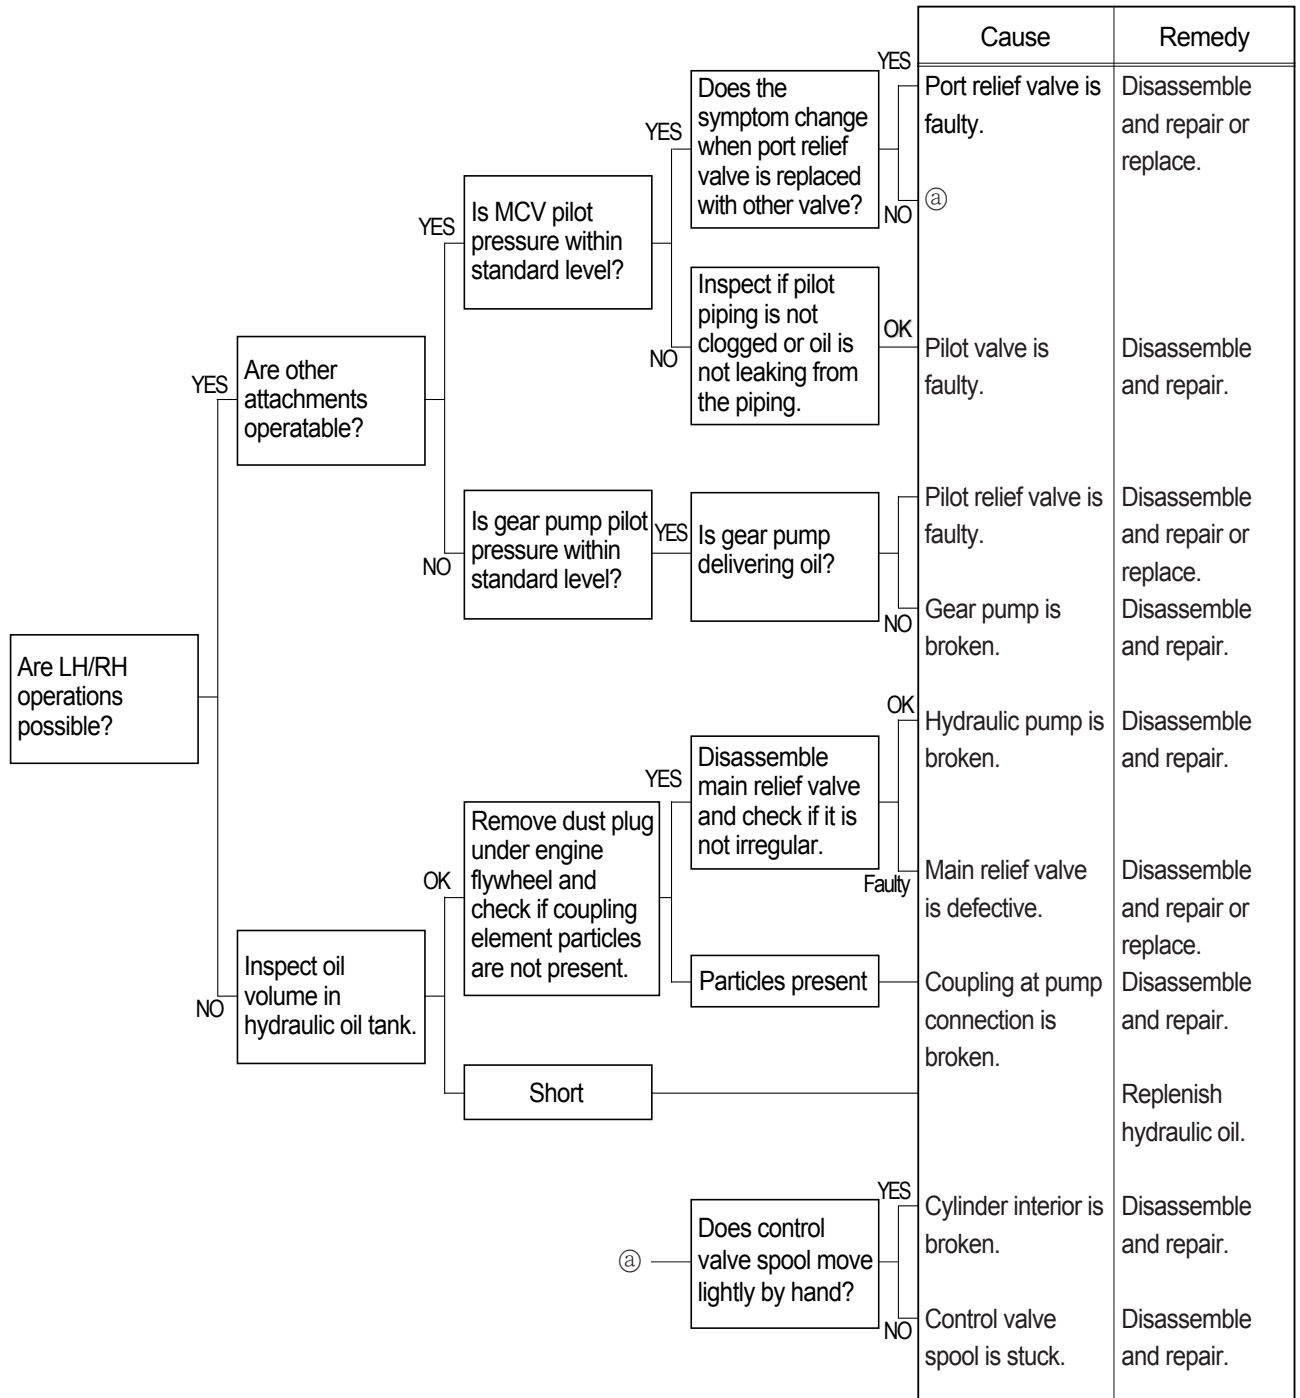 Cause
Remedy
YES
Does the
symptom change
when port relief
valve is replaced
with other valve?
YES
Port relief valve is
faulty.
Disassemble
and repair or
replace.
NO
ⓐ
Is MCV pilot
pressure within
standard level?
YES
Inspect if pilot
piping is not
clogged or oil is
not leaking from
the piping.
NO
OK
Pilot valve is
faulty.
Disassemble
and repair.
Are other
attachments
operatable?
YES
Is gear pump pilot
pressure within
standard level?
NO
YES
Is gear pump
delivering oil?
Pilot relief valve is
faulty.
Disassemble
and repair or
replace.
NO
Gear pump is
broken.
Disassemble
and repair.
Are LH/RH
operations
possible?
OK
Hydraulic pump is
broken.
Disassemble
and repair.
YES
Disassemble
main relief valve
and check if it is
not irregular.
Remove dust plug
under engine
flywheel and
check if coupling
element particles
are not present.
OK
Faulty
Main relief valve
is defective.
Disassemble
and repair or
replace.
NO
Inspect oil
volume in
hydraulic oil tank.
Particles present
Coupling at pump
connection is
broken.
Disassemble
and repair.
Short
Replenish
hydraulic oil.
ⓐ
Does control
valve spool move
lightly by hand?
YES
Cylinder interior is
broken.
Disassemble
and repair.
NO
Control valve
spool is stuck.
Disassemble
and repair.